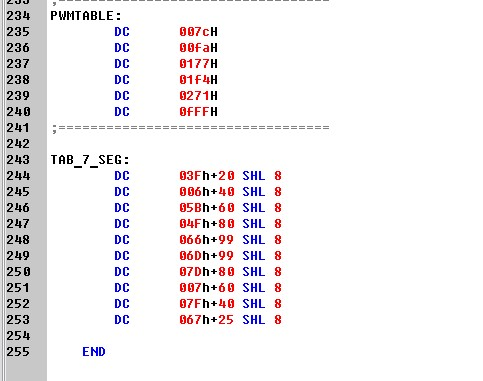 233 ;==================================
234 PWMTABLE:
235 DC 007cH
236 DC 00faH
237 DC 0177H
238 DC 01f4H
239 DC 0271H
240 DC 0fFFH
241 ;==================================
242
243 TAB_7_SEG:
244 DC 03Fh+20 SHL 8
245 DC 006h+40 SHL 8
246 DC 05Bh+60 SHL 8
247 DC 04Fh+80 SHL 8
248 DC 066h+99 SHL 8
249 DC 06Dh+99 SHL 8
250 DC 07Dh+80 SHL 8
251 DC 007h+60 SHL 8
252 DC 07Fh+40 SHL 8
253 DC 067h+25 SHL 8
254
255 END